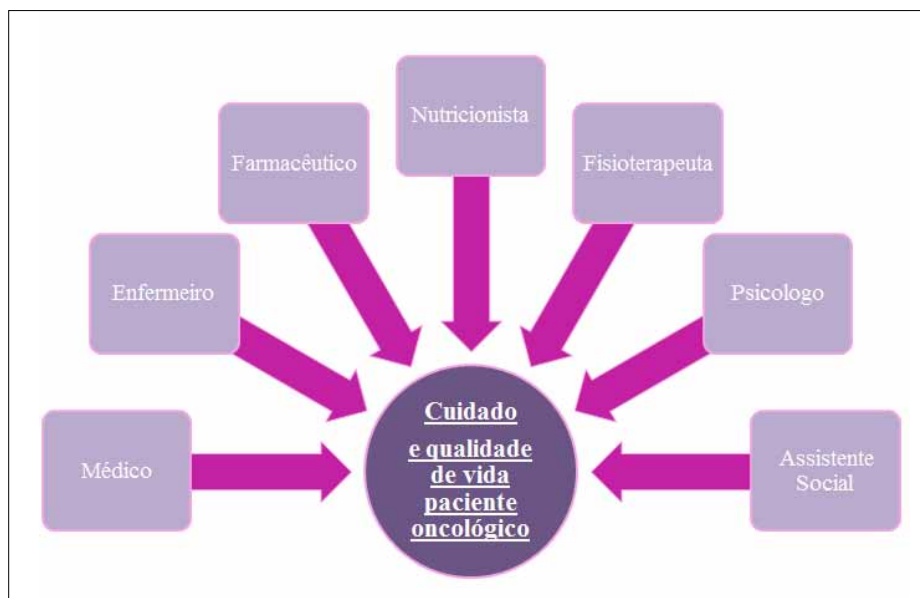 Nutricionista
Farmacêutico
Fisioterapeuta
Enfermeiro
Psicologo
Médico
Assistente
Social
Cuidado
e qualidade
de vida
paciente
oncológico